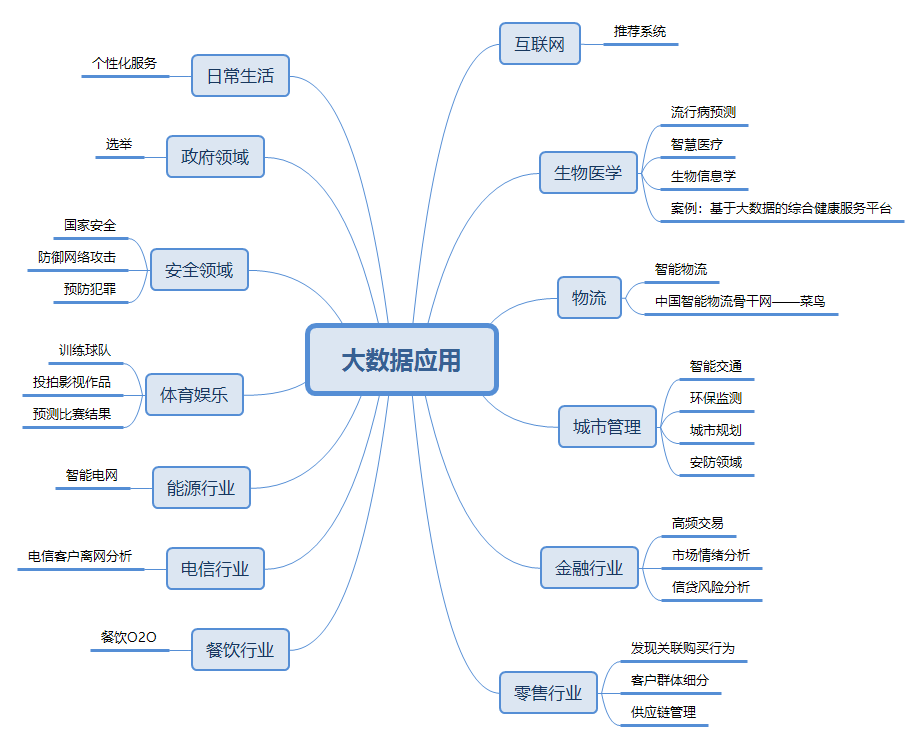 大数据应用
互联网
推荐系统
生物医学
流行病预测
智慧医疗
生物信息学
案例：基于大数据的综合健康服务平台
物流
智能物流
中国智能物流骨干网——菜鸟
城市管理
智能交通
环保监测
城市规划
安防领域
金融行业
高频交易
市场情绪分析
信贷风险分析
零售行业
发现关联购买行为
客户群体细分
供应链管理
日常生活
个性化服务
政府领域
选举
安全领域
国家安全
防御网络攻击
预防犯罪
体育娱乐
训练球队
投拍影视作品
预测比赛结果
能源行业
智能电网
电信行业
电信客户离网分析
餐饮行业
餐饮O2O